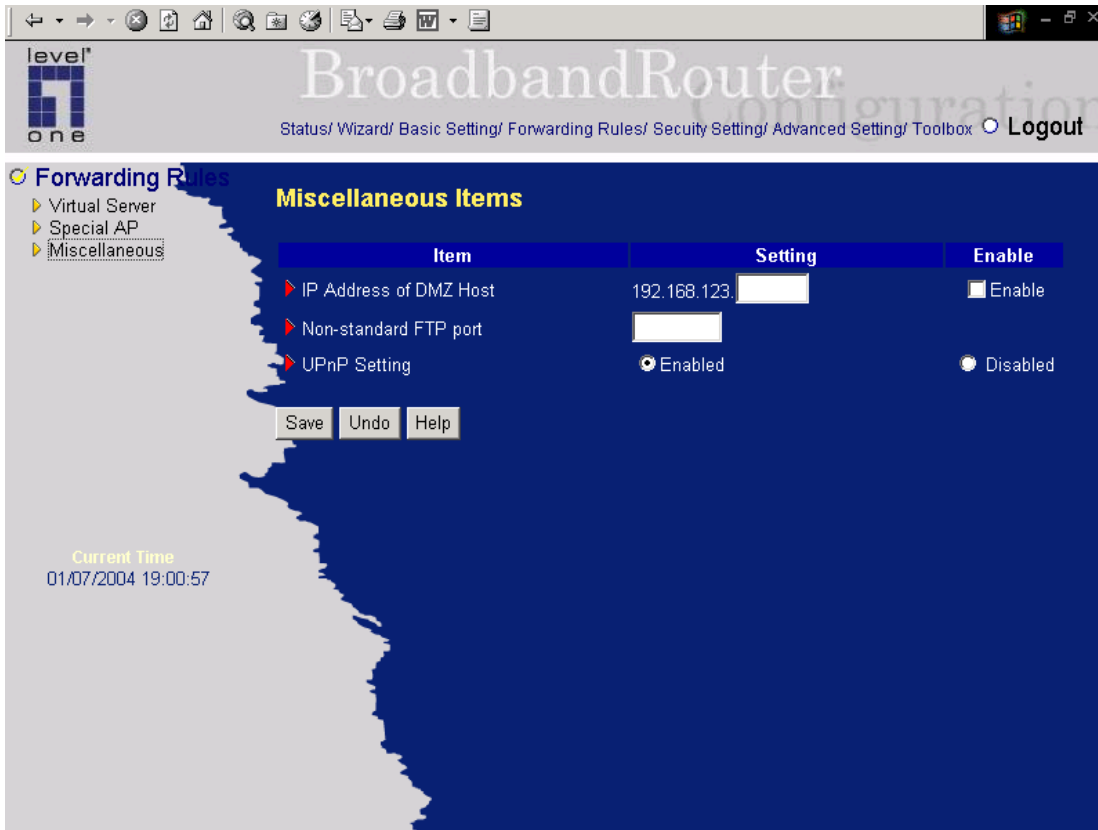 level
one
BroadbandRouter
Configuration
Status/ Wizard/ Basic Setting/ Forwarding Rules/ Secuity Setting/ Advanced Setting/ Toolbox Logout
Forwarding Rules
Virtual Server
Special AP
Miscellaneous
Miscellaneous Items
Item Setting Enable
IP Address of DMZ Host 192.168.123. Enable
Non-standard FTP port
UPnP Setting Enabled Disabled
Save Undo Help
Current Time
01/07/2004 19:00:57